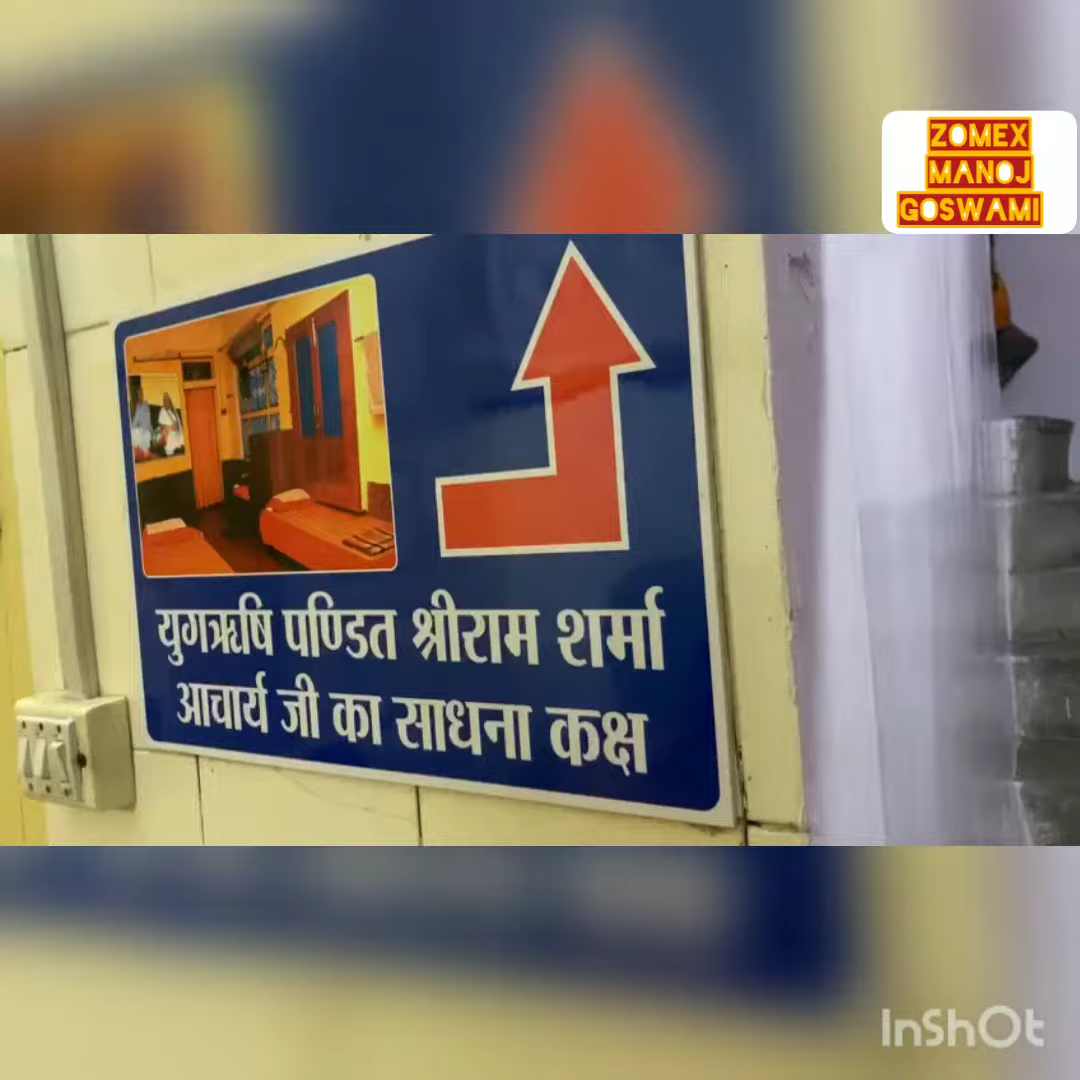 ZOMEX
MANOJ
GOSWAMI
युगऋषि पण्डित श्रीराम शर्मा
आचार्य जी का साधना कक्ष
InShOt